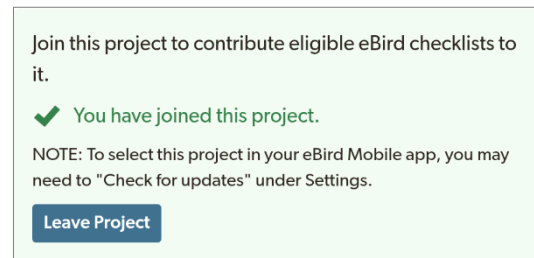 Join this project to contribute eligible eBird checklists to
it.
You have joined this project.
NOTE: To select this project in your eBird Mobile app, you may
need to "Check for updates" under Settings.
Leave Project